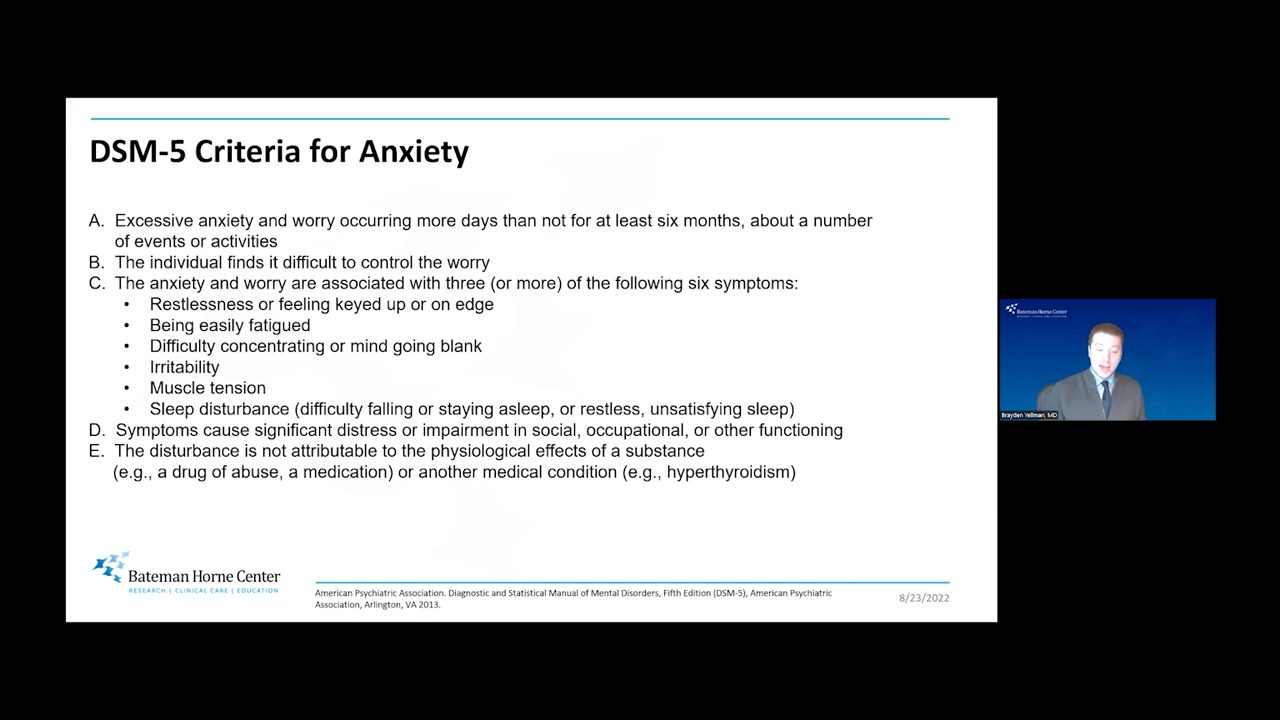 DSM-5 Criteria for Anxiety
A. Excessive anxiety and worry occurring more days than not for at least six months, about a number
of events or activities
B. The individual finds it difficult to control the worry
C. The anxiety and worry are associated with three (or more) of the following six symptoms:
• Restlessness or feeling keyed up or on edge
• Being easily fatigued
• Difficulty concentrating or mind going blank
• Irritability
• Muscle tension
• Sleep disturbance (difficulty falling or staying asleep, or restless, unsatisfying sleep)
D. Symptoms cause significant distress or impairment in social, occupational, or other functioning
E. The disturbance is not attributable to the physiological effects of a substance
(e.g., a drug of abuse, a medication) or another medical condition (e.g., hyperthyroidism)
Bateman Horne Center
RESEARCH | CLINICAL CARE | EDUCATION
American Psychiatric Association. Diagnostic and Statistical Manual of Mental Disorders, Fifth Edition (DSM-5), American Psychiatric
Association, Arlington, VA 2013.
8/23/2022
Bateman Horne Center
Brayden Yellman, MD